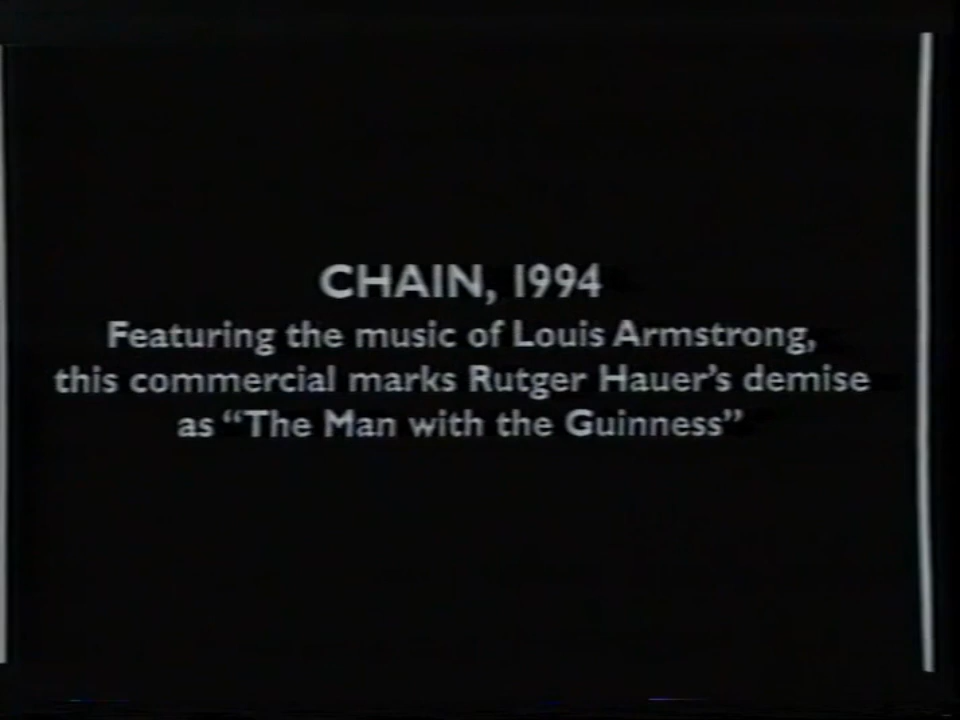 CHAIN, 1994
Featuring the music of Louis Armstrong,
this commercial marks Rutger Hauer's demise
as “The Man with the Guinness”